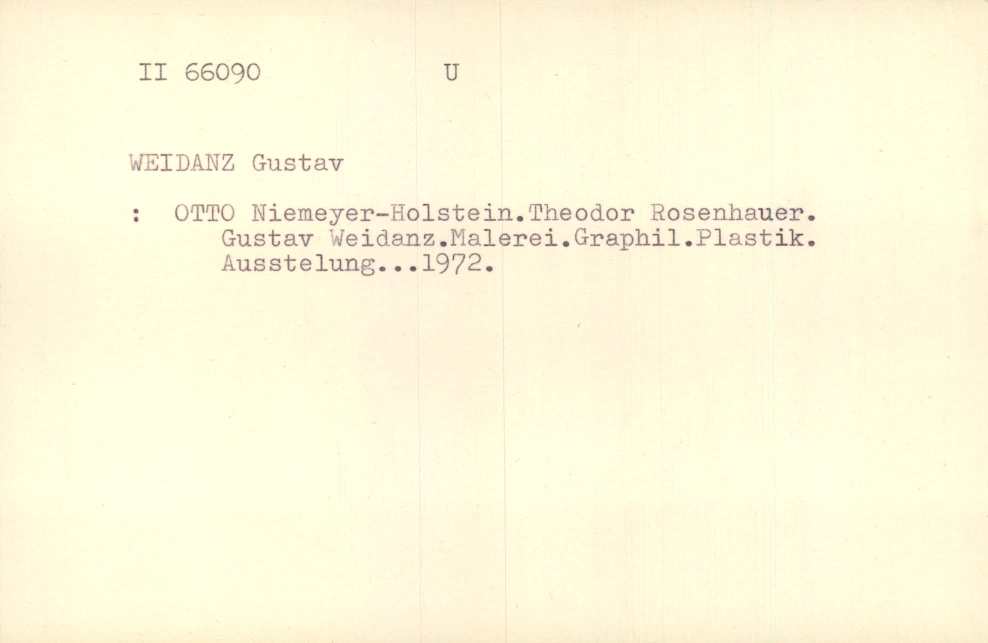 II 66090 U
WEIDANZ Gustav
: OTTO Niemeyer-Holstein.Theodor Rosenhauer.
Gustav Weidanz.Malerei.Graphil.Plastik.
Ausstelung...1972.